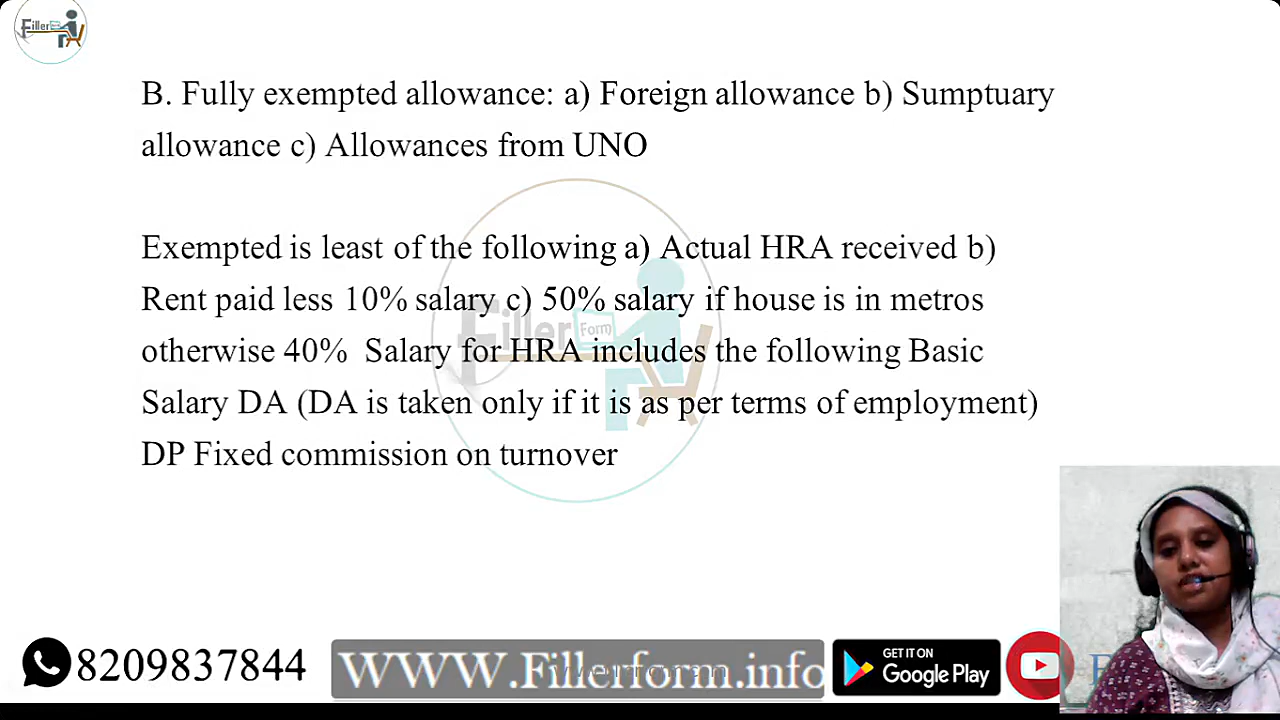 Filler
B. Fully exempted allowance: a) Foreign allowance b) Sumptuary
allowance c) Allowances from UNO
Exempted is least of the following a) Actual HRA received b)
Rent paid less 10% salary c) 50% salary if house is in metros
otherwise 40% Salary for HRA includes the following Basic
Salary DA (DA is taken only if it is as per terms of employment)
DP Fixed commission on turnover
Filler Form
8209837844
WWW.Fillerform.info
GET IT ON
Google Play